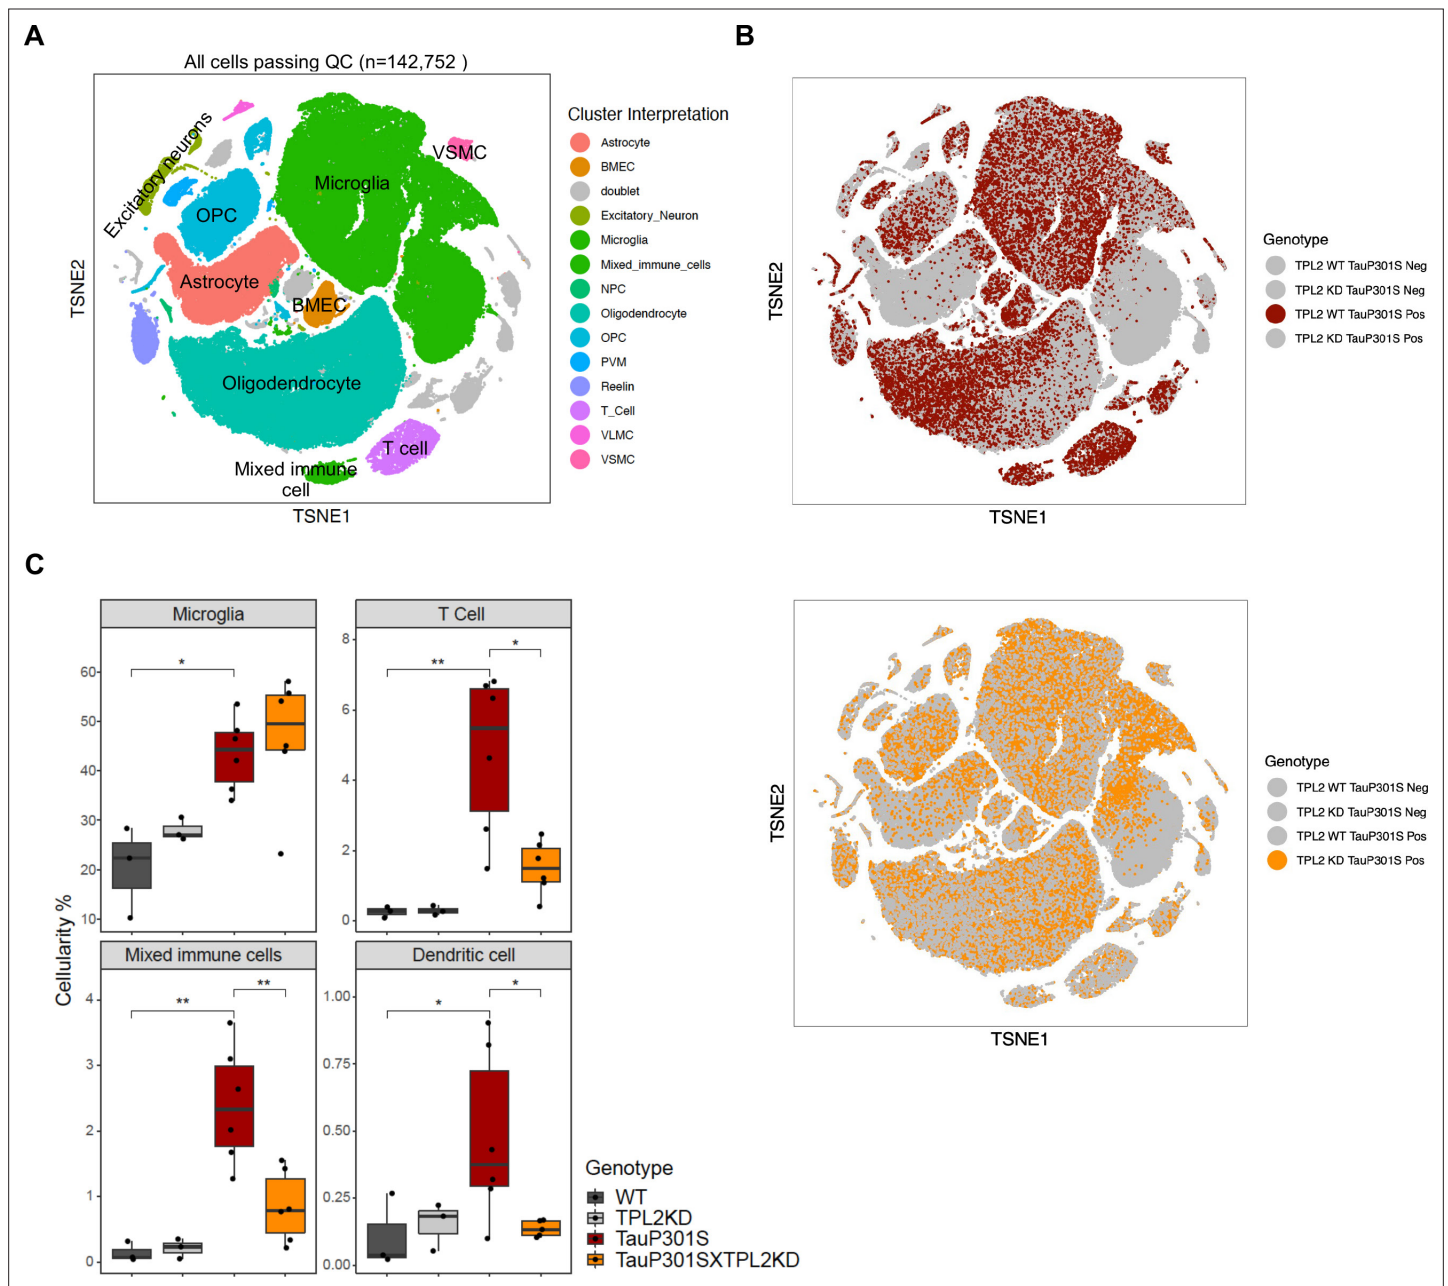 A
All cells passing QC (n=142,752 )
Excitatory neurons
OPC
Microglia
VSMC
Astrocyte
BMEC
Oligodendrocyte
T cell
Mixed immune
cell
TSNE2
TSNE1
Cluster Interpretation
Astrocyte
BMEC
doublet
Excitatory_Neuron
Microglia
Mixed_immune_cells
NPC
Oligodendrocyte
OPC
PVM
Reelin
T_Cell
VLMC
VSMC
B
TSNE2
TSNE1
Genotype
TPL2 WT TauP301S Neg
TPL2 KD TauP301S Neg
TPL2 WT TauP301S Pos
TPL2 KD TauP301S Pos
TSNE2
TSNE1
Genotype
TPL2 WT TauP301S Neg
TPL2 KD TauP301S Neg
TPL2 WT TauP301S Pos
TPL2 KD TauP301S Pos
C
Cellularity %
Microglia
60
50
40
30
20
10
*
T Cell
8
6
4
2
0
**
*
Mixed immune cells
4
3
2
1
0
**
**
Dendritic cell
1.00
0.75
0.50
0.25
0.00
*
*
Genotype
WT
TPL2KD
TauP301S
TauP301SXTPL2KD